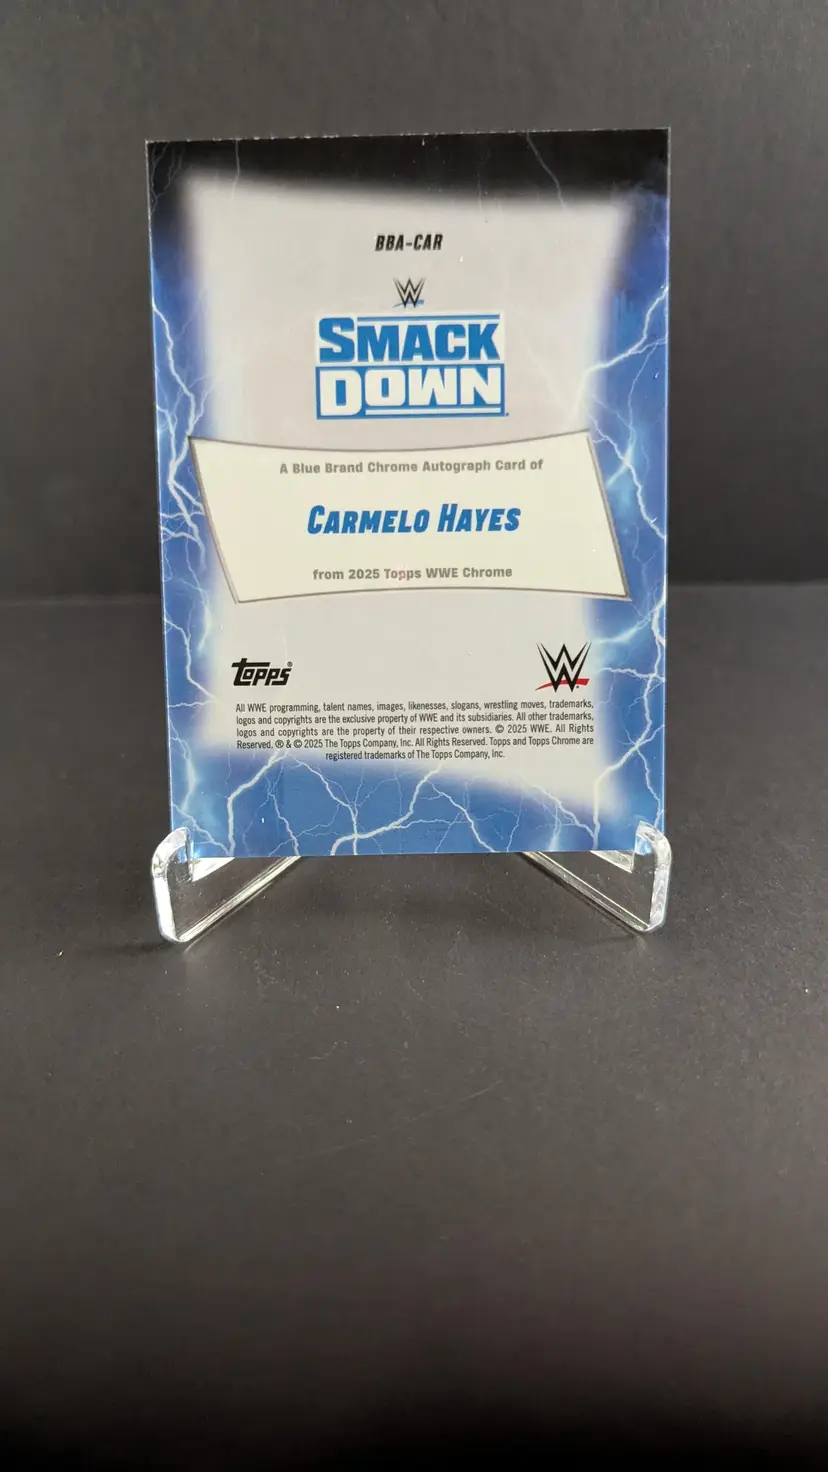 BBA-CAR
W
SMACK
DOWN
A Blue Brand Chrome Autograph Card of
CARMELO HAYES
from 2025 Topps WWE Chrome
topps®
W
All WWE programming, talent names, images, likenesses, slogans, wrestling moves, trademarks,
logos and copyrights are the exclusive property of WWE and its subsidiaries. All other trademarks,
logos and copyrights are the property of their respective owners. © 2025 WWE. All Rights
Reserved. ® & © 2025 The Topps Company, Inc. All Rights Reserved. Topps and Topps Chrome are
registered trademarks of The Topps Company, Inc.